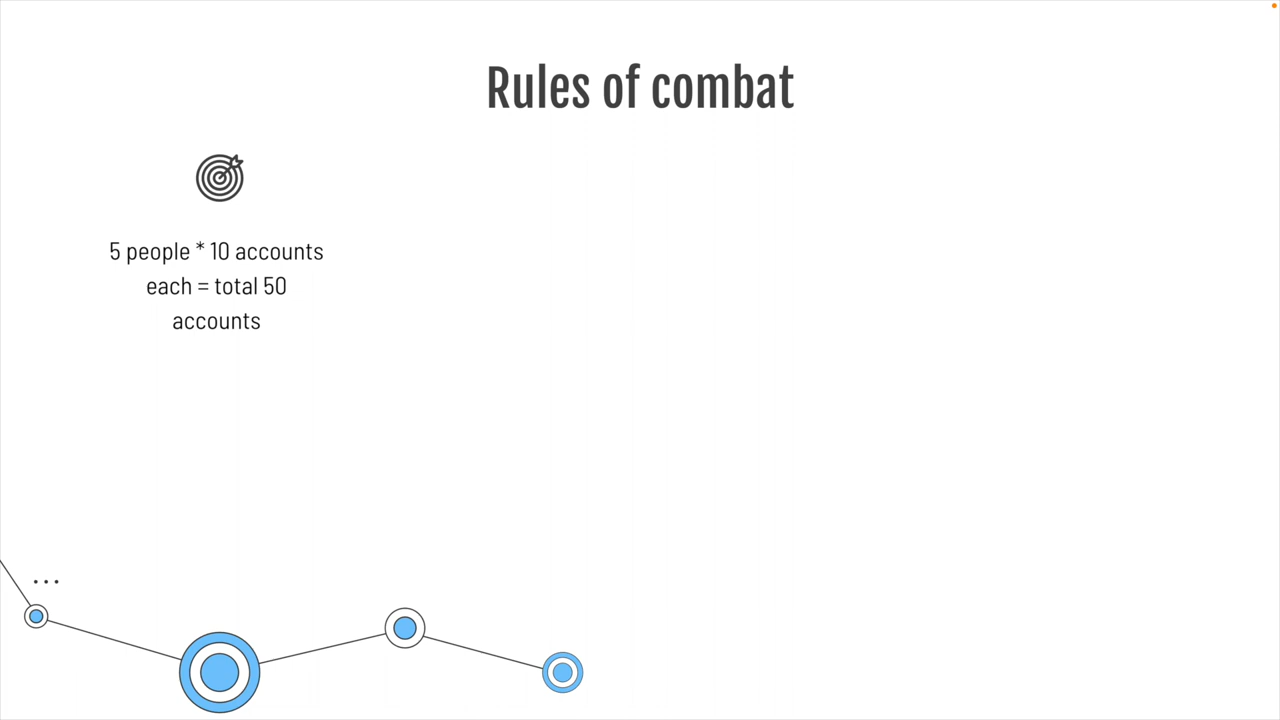 Rules of combat
5 people * 10 accounts
each = total 50
accounts
...